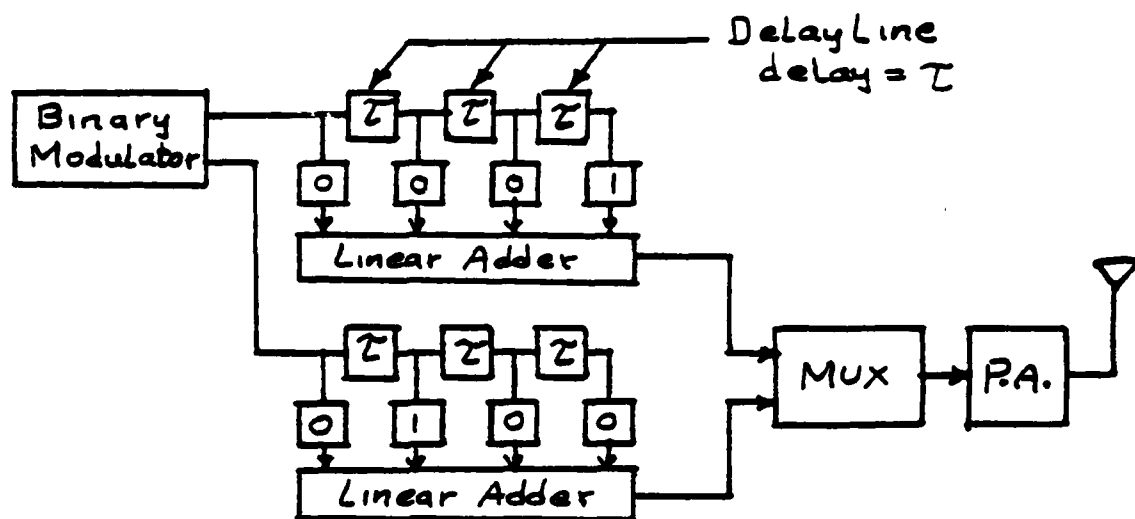 Delay Line
delay = τ
Binary
Modulator
τ τ τ
0 0 0 1
Linear Adder
τ τ τ
0 1 0 0
Linear Adder
MUX
P.A.